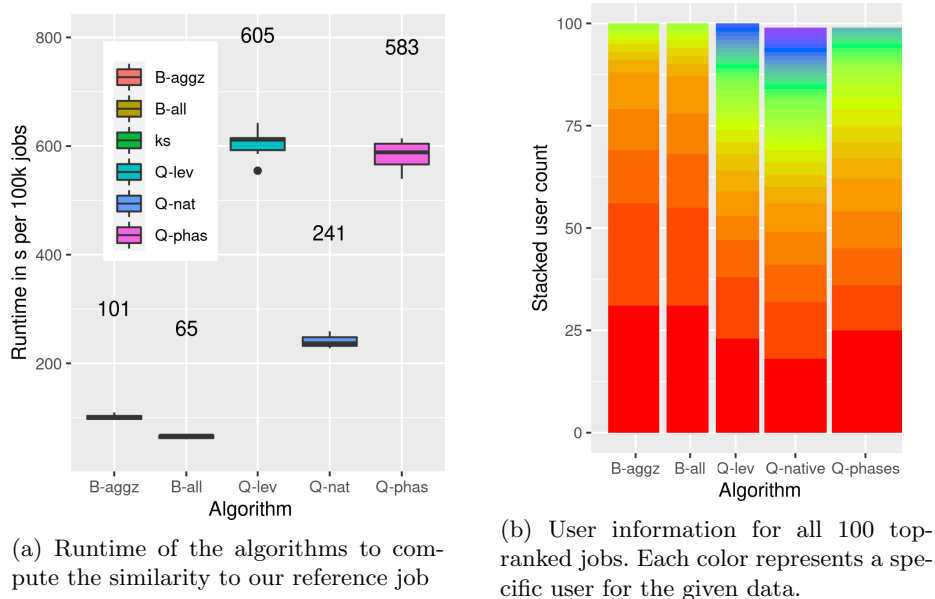 Runtime in s per 100k jobs
800
600
400
200
605
583
241
101
65
B-aggz
B-all
ks
Q-lev
Q-nat
Q-phas
B-aggz B-all Q-lev Q-nat Q-phas
Algorithm
(a) Runtime of the algorithms to com-
pute the similarity to our reference job
Stacked user count
100
75
50
25
0
B-aggz B-all Q-lev Q-native Q-phases
Algorithm
(b) User information for all 100 top-
ranked jobs. Each color represents a spe-
cific user for the given data.